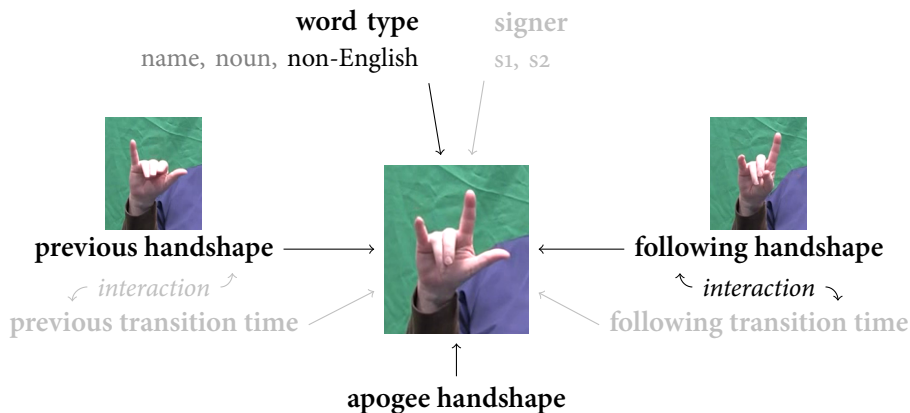 word type
name, noun, non-English
signer
s1, s2
previous handshape
interaction
previous transition time
following handshape
interaction
following transition time
apogee handshape